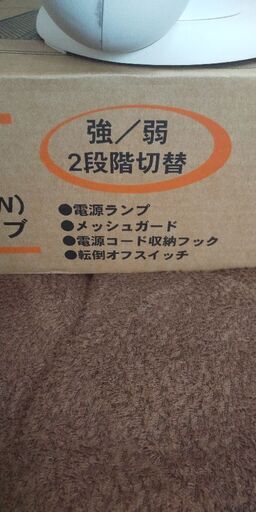 強／弱
2段階切替
N)
ブ
●電源ランプ
●メッシュガード
●電源コード収納フック
●転倒オフスイッチ